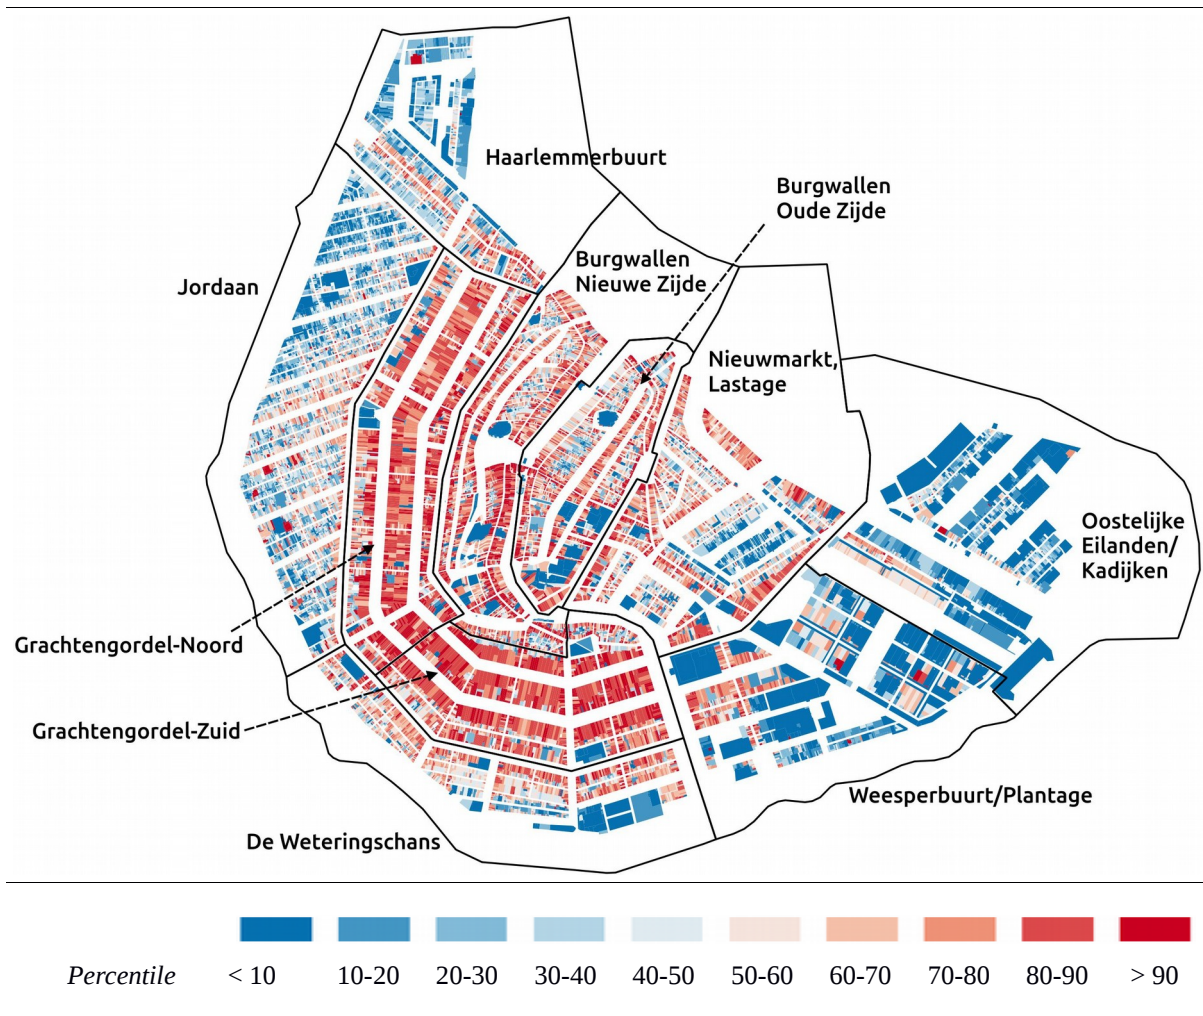 Haarlemmerbuurt
Burgwallen
Oude Zijde
Burgwallen
Nieuwe Zijde
Jordaan
Nieuwmarkt,
Lastage
Oostelijke
Eilanden/
Kadijken
Grachtengordel-Noord
Grachtengordel-Zuid
Weesperbuurt/Plantage
De Weteringschans
Percentile < 10 10-20 20-30 30-40 40-50 50-60 60-70 70-80 80-90 > 90